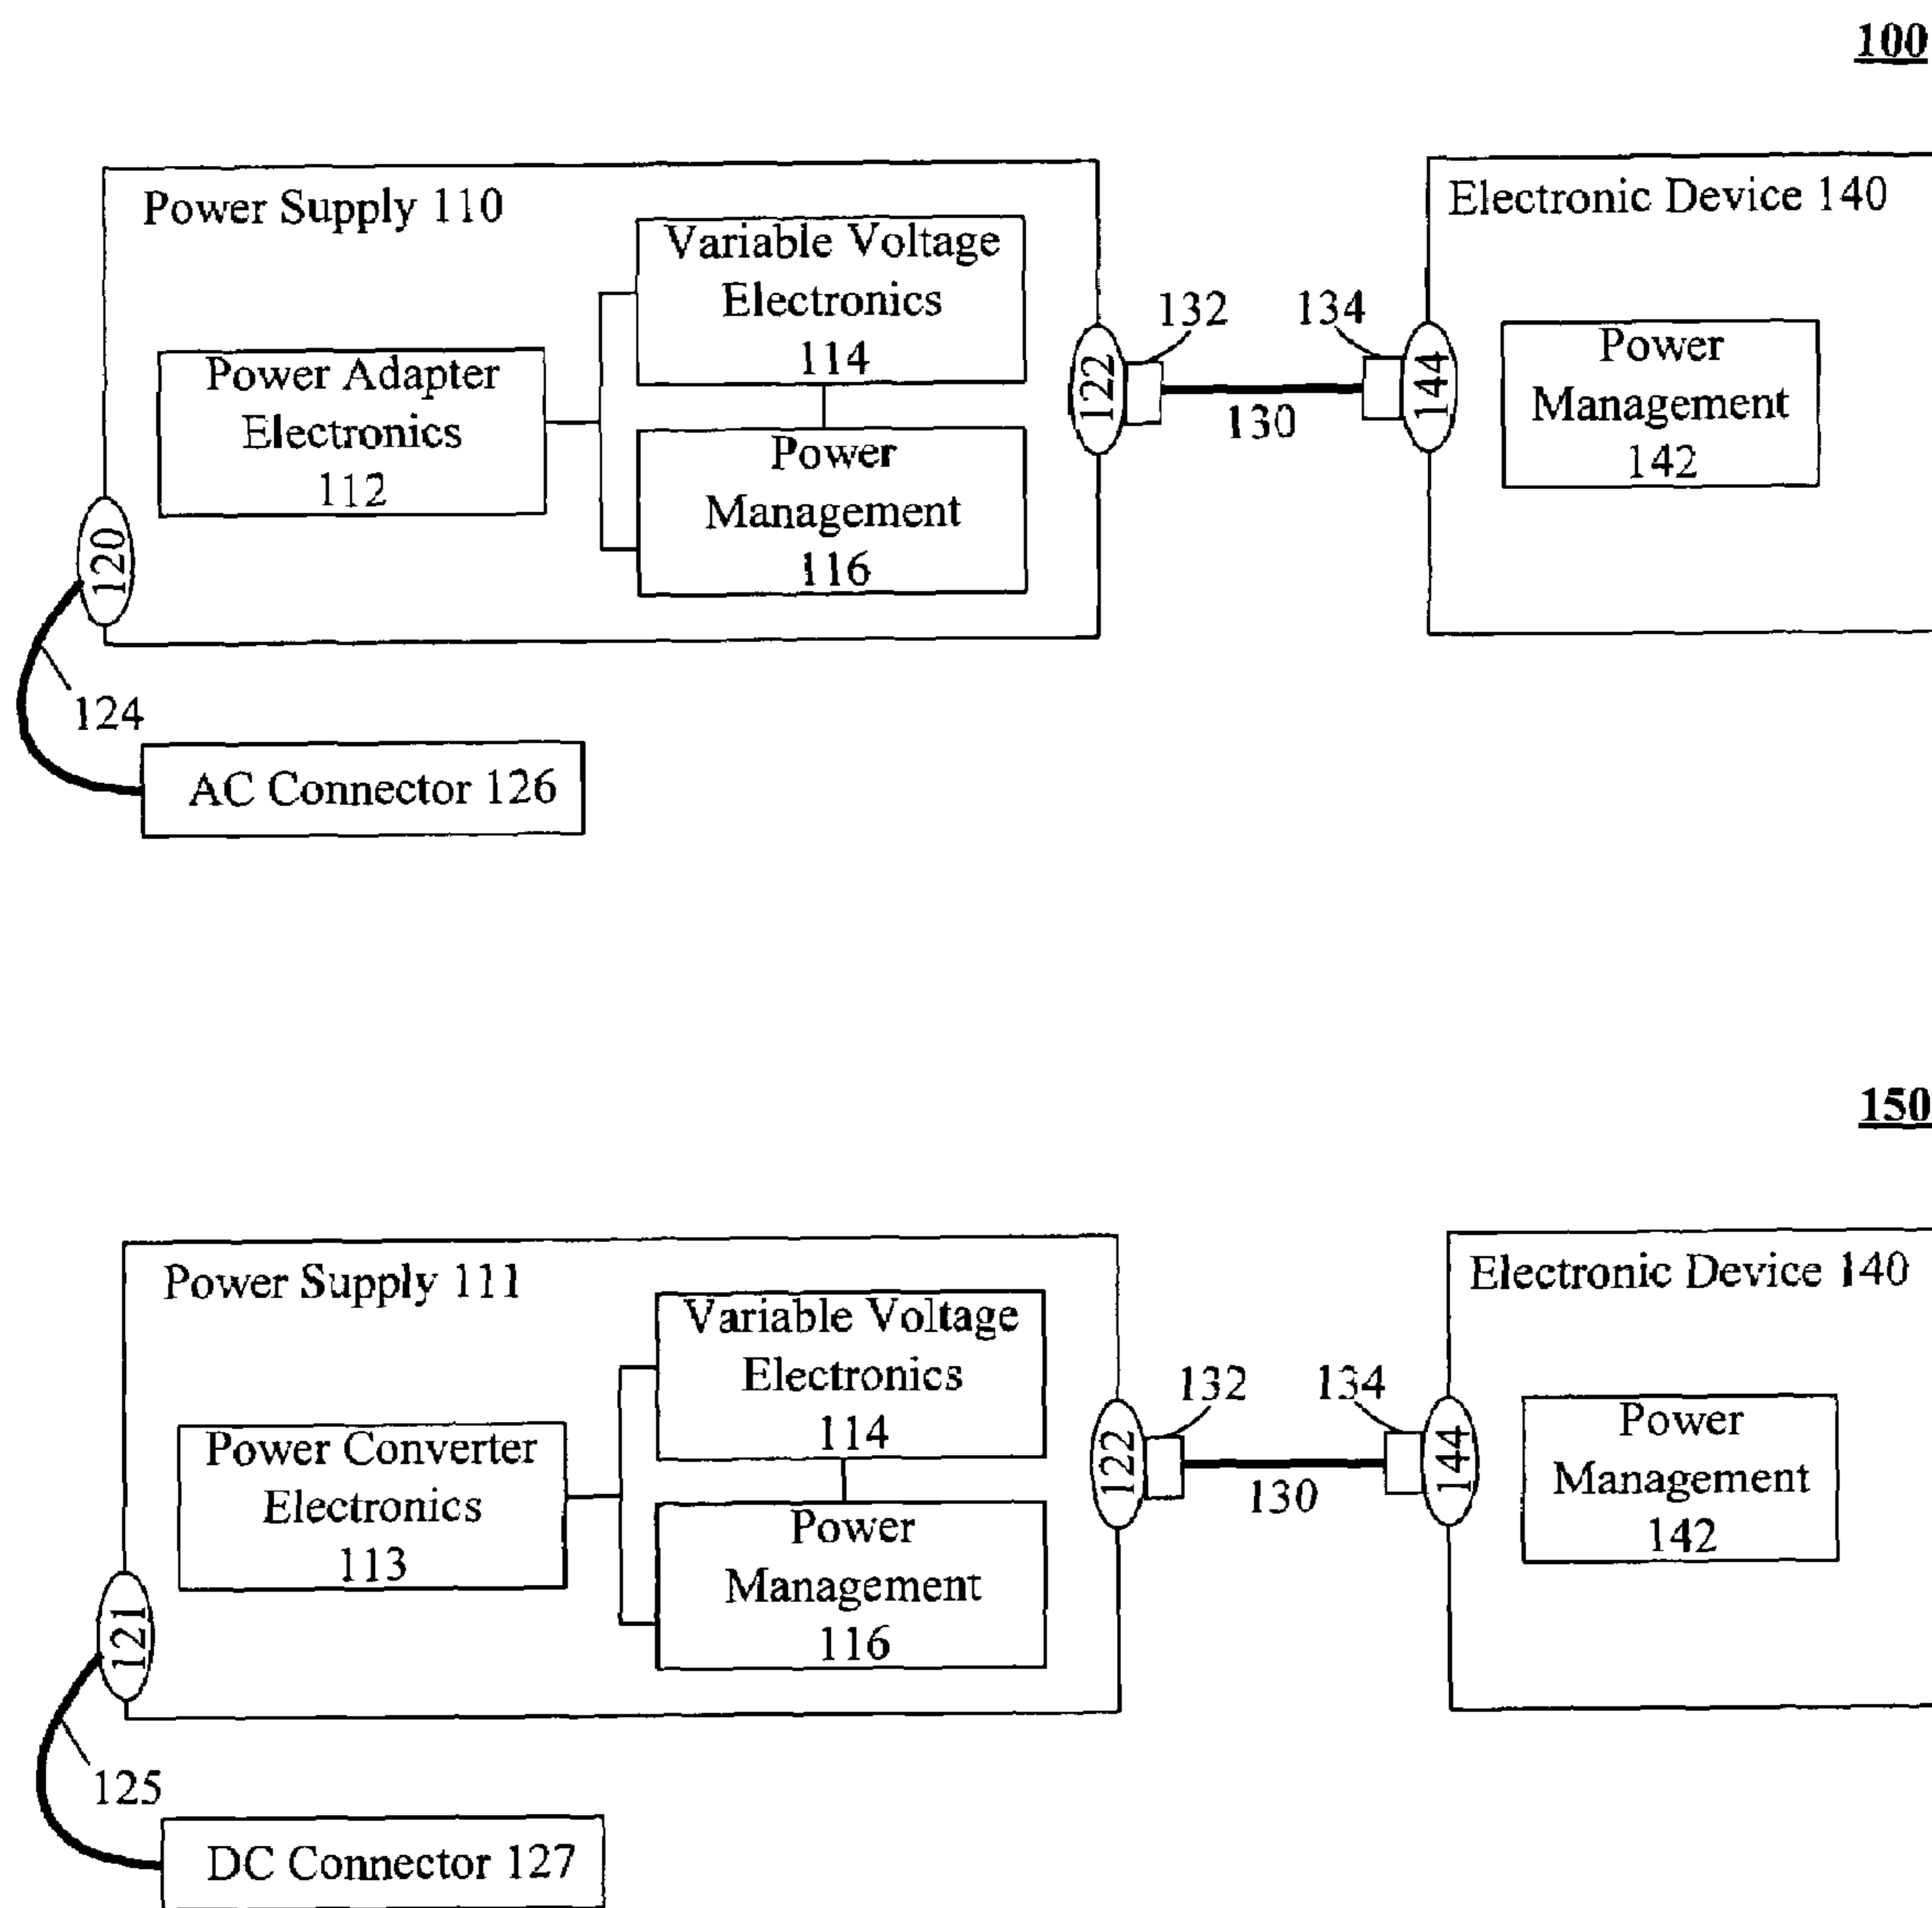 100
Power Supply 110
Variable Voltage
Electronics
114
Power Adapter
Electronics
112
Power
Management
116
120
122
132
130
134
144
Electronic Device 140
Power
Management
142
124
AC Connector 126
150
Power Supply 111
Variable Voltage
Electronics
114
Power Converter
Electronics
113
Power
Management
116
121
122
132
130
134
144
Electronic Device 140
Power
Management
142
125
DC Connector 127